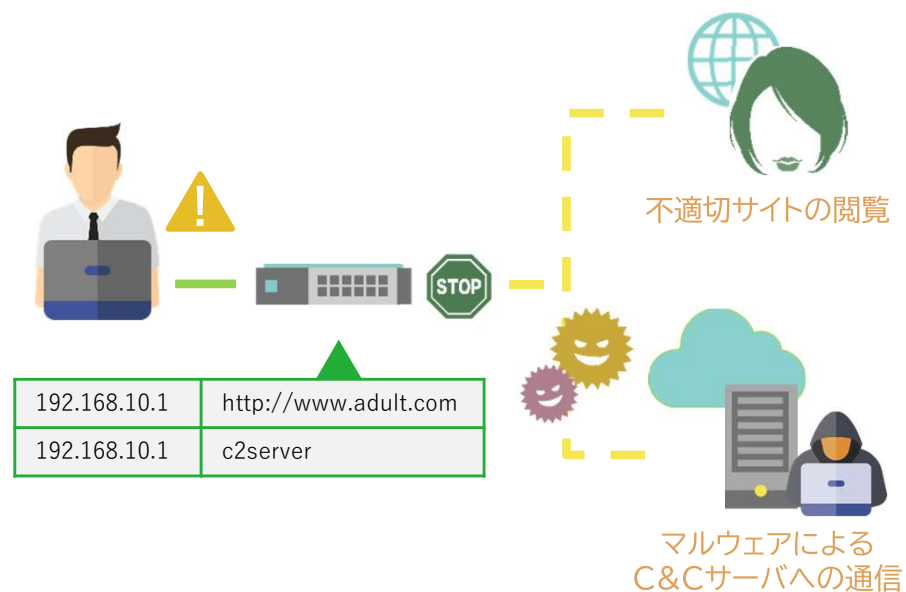 不適切サイトの閲覧
!
STOP
192.168.10.1 http://www.adult.com
192.168.10.1 c2server
マルウェアによる
C&Cサーバへの通信